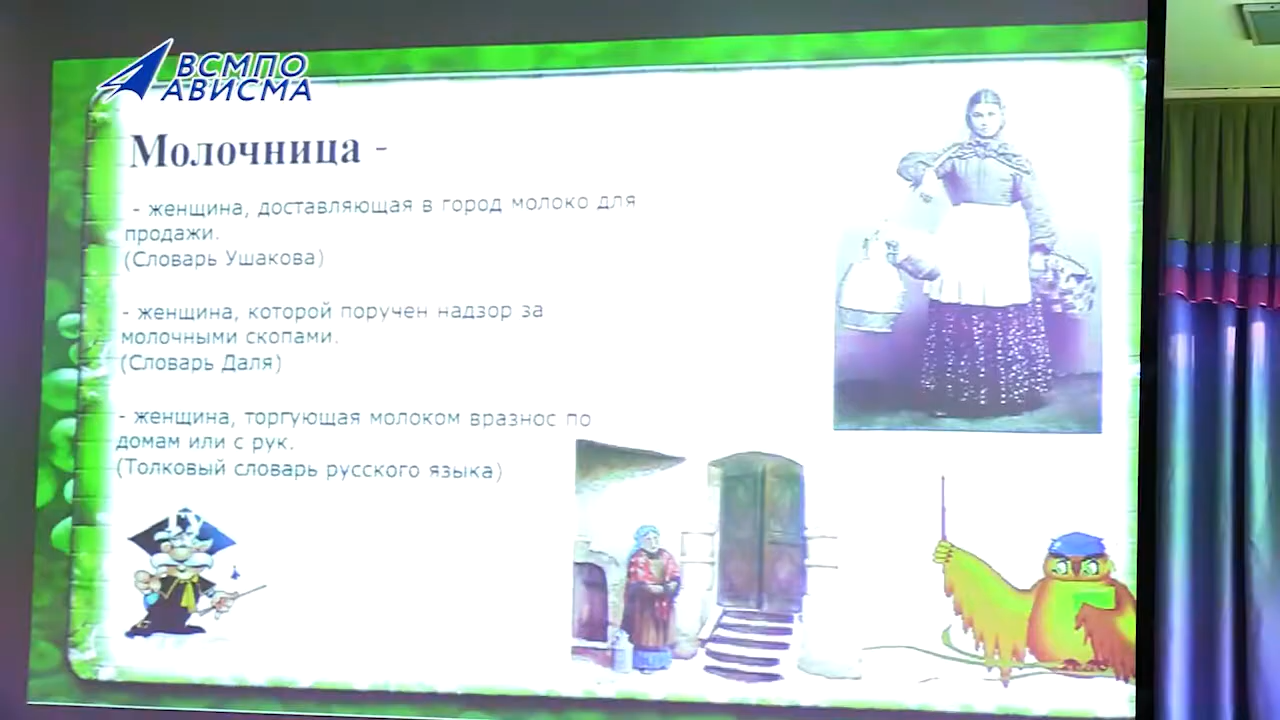 ВСМПО
АВИСМА
Молочница -
- женщина, доставляющая в город молоко для
продажи.
(Словарь Ушакова)
- женщина, которой поручен надзор за
молочными скопами.
(Словарь Даля)
- женщина, торгующая молоком вразнос по
домам или с рук.
(Толковый словарь русского языка)